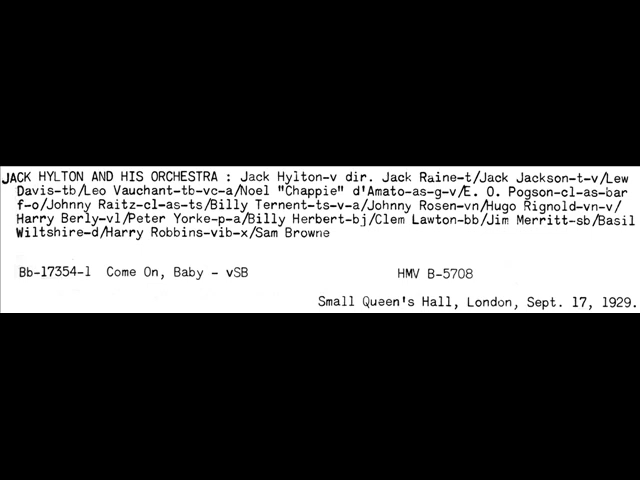 JACK HYLTON AND HIS ORCHESTRA : Jack Hylton-v dir. Jack Raine-t/Jack Jackson-t-v/Lew
Davis-tb/Leo Vauchant-tb-vc-a/Noel "Chappie" d'Amato-as-g-v/E. O. Pogson-cl-as-bar
f-o/Johnny Raitz-cl-as-ts/Billy Ternent-ts-v-a/Johnny Rosen-vn/Hugo Rignold-vn-v/
Harry Berly-vl/Peter Yorke-p-a/Billy Herbert-bj/Clem Lawton-bb/Jim Merritt-sb/Basil
Wiltshire-d/Harry Robbins-vib-x/Sam Browne
Bb-17354-1 Come On, Baby - vSB HMV B-5708
Small Queen's Hall, London, Sept. 17, 1929.